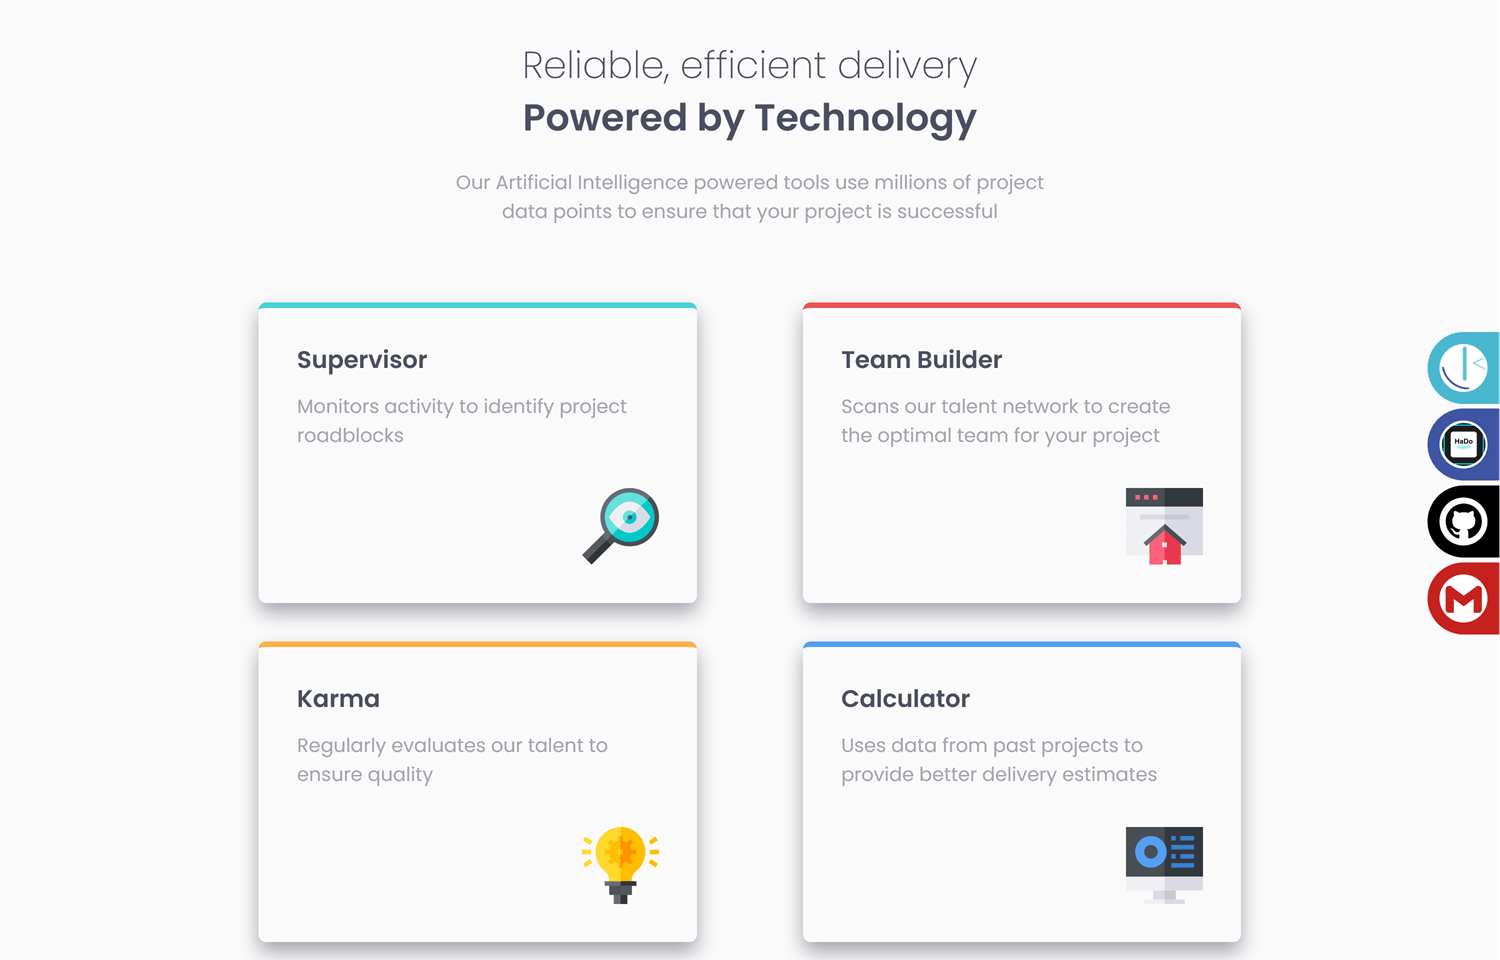 Reliable, efficient delivery
Powered by Technology
Our Artificial Intelligence powered tools use millions of project
data points to ensure that your project is successful
Supervisor
Monitors activity to identify project
roadblocks
Team Builder
Scans our talent network to create
the optimal team for your project
HaDo
Karma
Regularly evaluates our talent to
ensure quality
Calculator
Uses data from past projects to
provide better delivery estimates